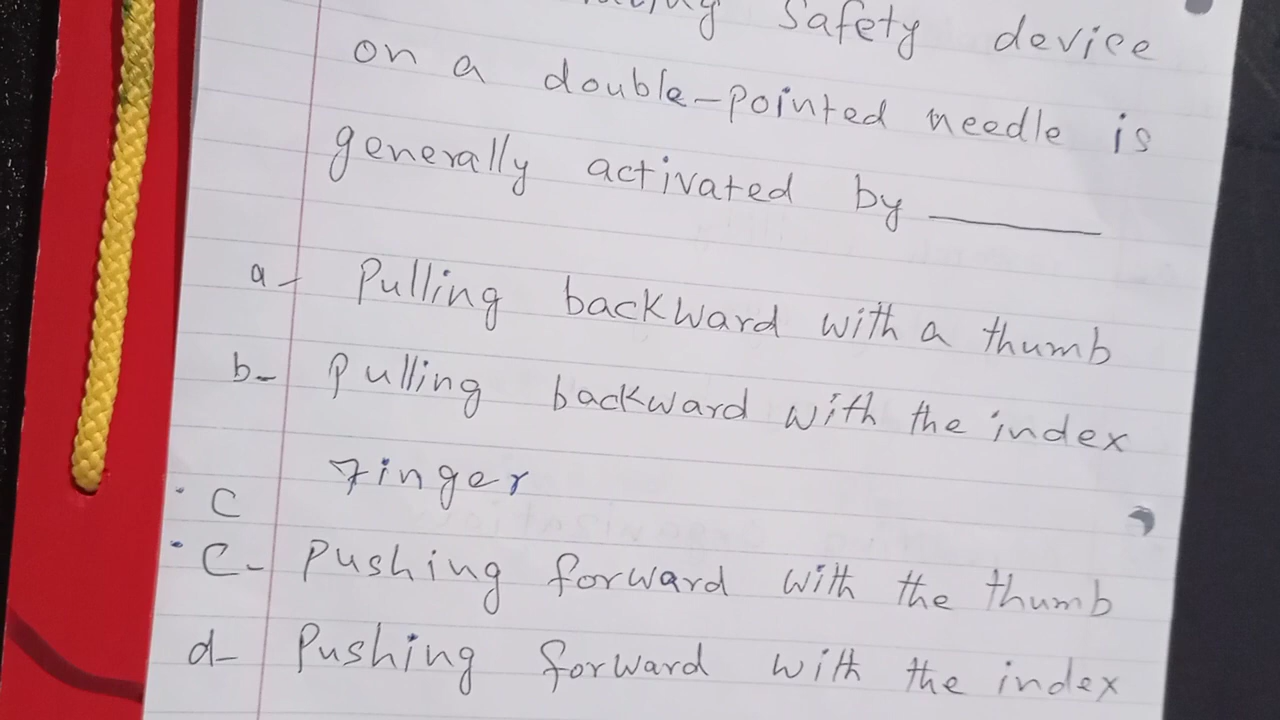 safety device
on a double-pointed needle is
generally activated by ______
a- Pulling backward with a thumb
b- Pulling backward with the index
finger
C
C- Pushing forward with the thumb
d- Pushing forward with the index